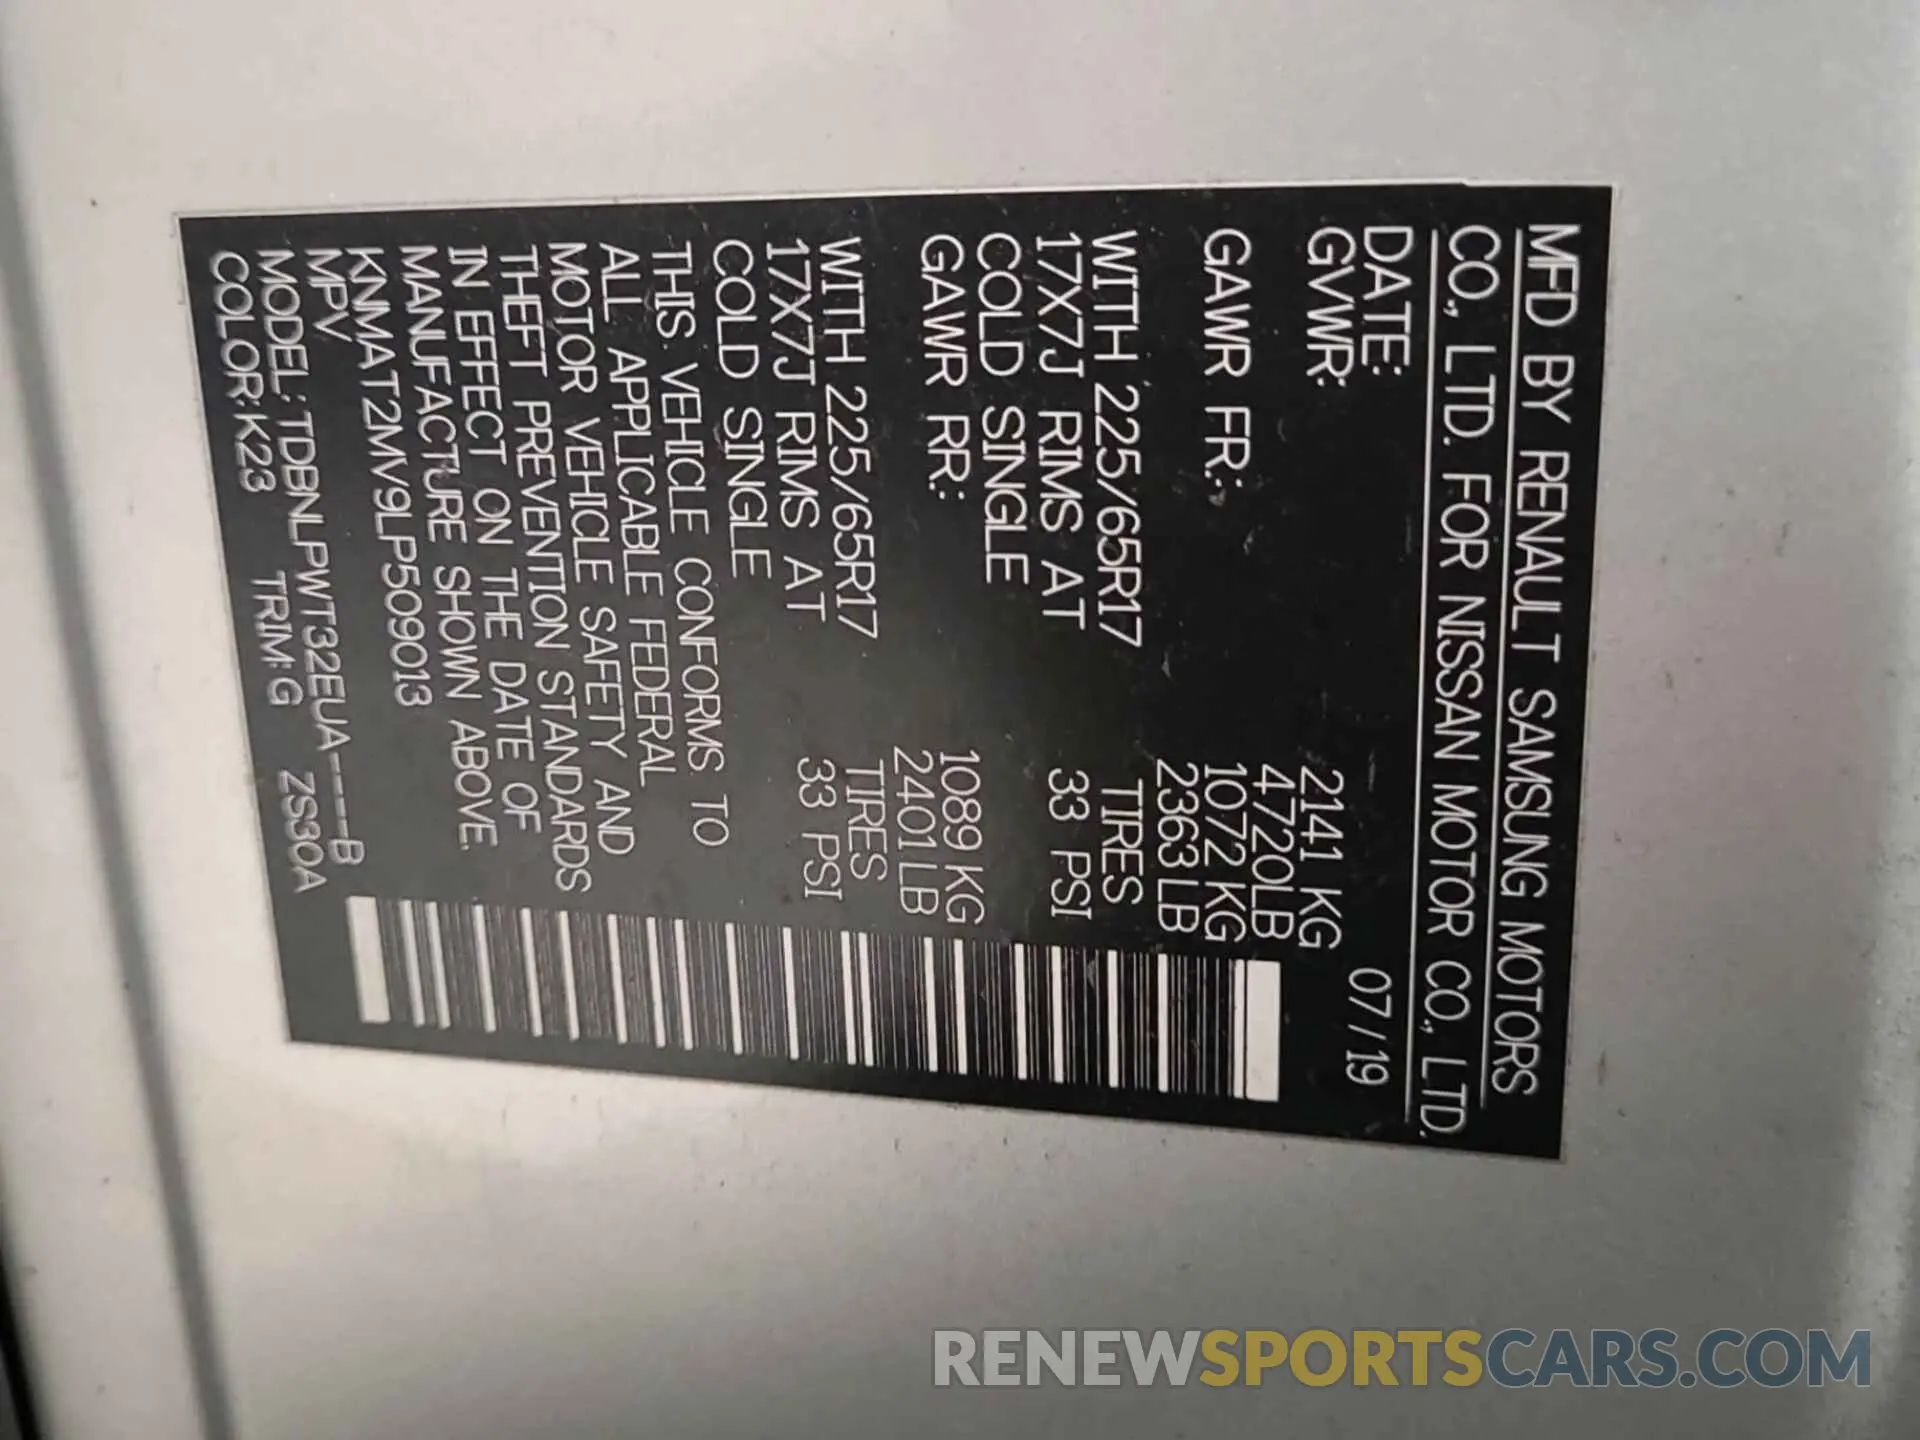 MFD BY RENAULT SAMSUNG MOTORS
CO., LTD. FOR NISSAN MOTOR CO., LTD.
DATE: 07/19
GVWR: 2141 KG
4720LB
GAWR FR: 1072 KG
2363 LB
WITH 225/65R17 TIRES
17X7J RIMS AT 33 PSI
COLD SINGLE
GAWR RR: 1089 KG
2401 LB
WITH 225/65R17 TIRES
17X7J RIMS AT 33 PSI
COLD SINGLE
THIS VEHICLE CONFORMS TO
ALL APPLICABLE FEDERAL
MOTOR VEHICLE SAFETY AND
THEFT PREVENTION STANDARDS
IN EFFECT ON THE DATE OF
MANUFACTURE SHOWN ABOVE.
KNMAT2MV9LP509013
MPV
MODEL: TDBNLPWT32EUA----B
COLOR: K23 TRIM: G ZS30A
RENEWSPORTSCARS.COM